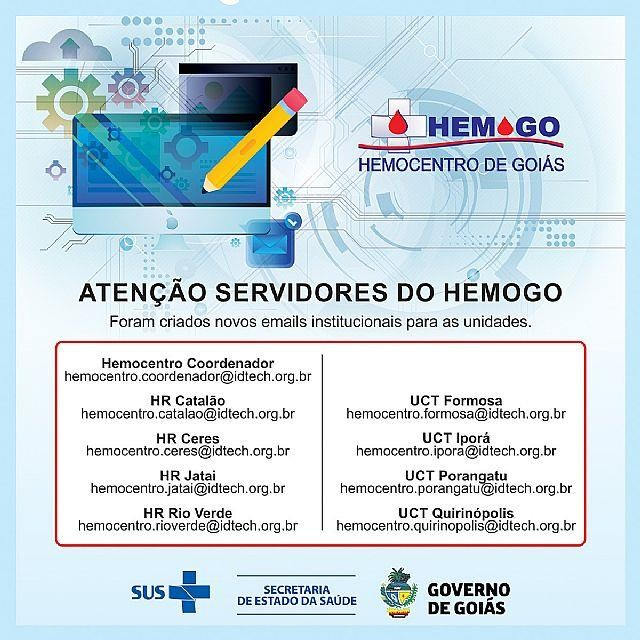 HEMOGO
HEMOCENTRO DE GOIÁS
ATENÇÃO SERVIDORES DO HEMOGO
Foram criados novos emails institucionais para as unidades.
Hemocentro Coordenador
hemocentro.coordenador@idtech.org.br
HR Catalão
hemocentro.catalao@idtech.org.br
HR Ceres
hemocentro.ceres@idtech.org.br
HR Jatai
hemocentro.jatai@idtech.org.br
HR Rio Verde
hemocentro.rioverde@idtech.org.br
UCT Formosa
hemocentro.formosa@idtech.org.br
UCT Iporá
hemocentro.ipora@idtech.org.br
UCT Porangatu
hemocentro.porangatu@idtech.org.br
UCT Quirinópolis
hemocentro.quirinopolis@idtech.org.br
SUS
SECRETARIA
DE ESTADO DA SAÚDE
GOVERNO
DE GOIÁS